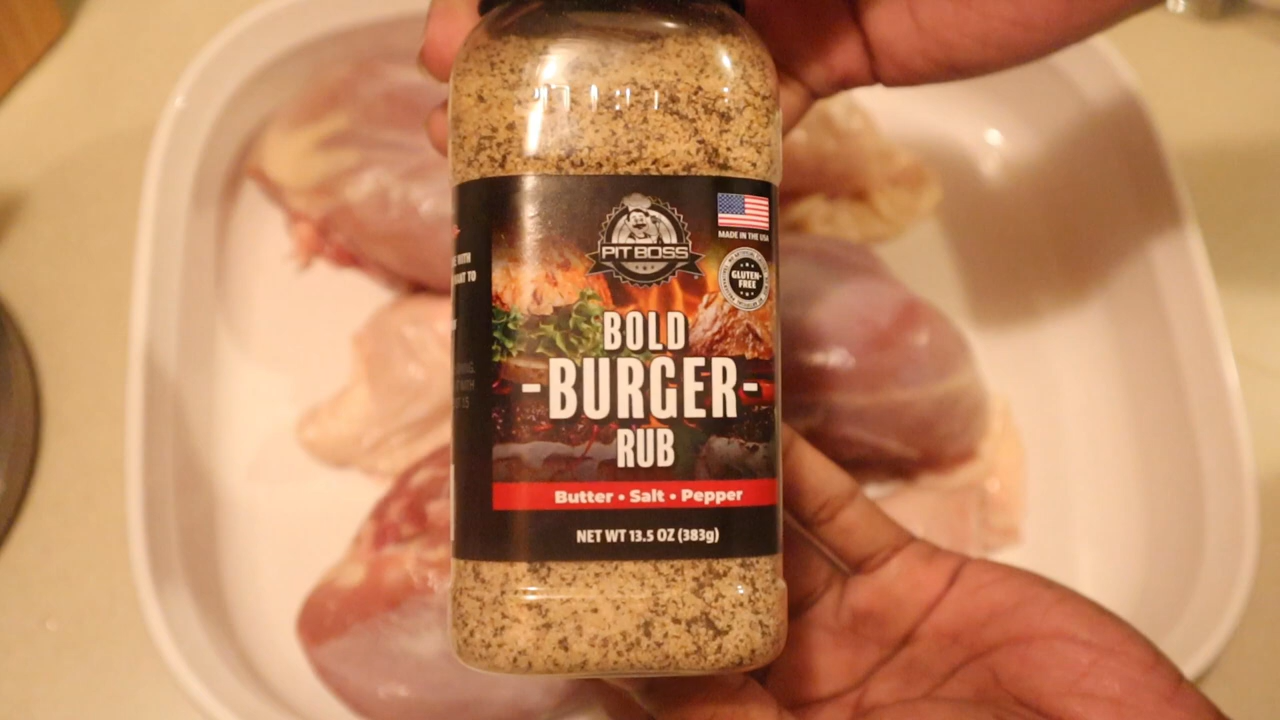 PIT BOSS
MADE IN THE USA
GLUTEN-
FREE
BOLD
-BURGER-
RUB
Butter • Salt • Pepper
NET WT 13.5 OZ (383g)
WITH